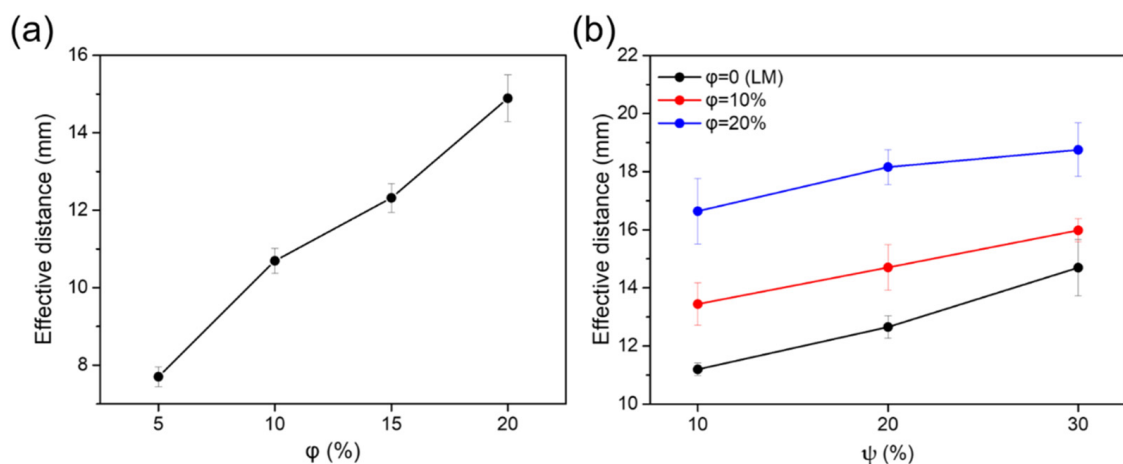 (a)
16
14
12
10
8
Effective distance (mm)
5 10 15 20
φ (%)
(b)
22
20
18
16
14
12
10
Effective distance (mm)
φ=0 (LM)
φ=10%
φ=20%
10 20 30
ψ (%)